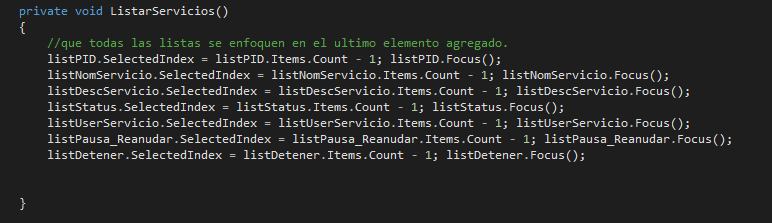 private void ListarServicios()
{
//que todas las listas se enfoquen en el ultimo elemento agregado.
listPID.SelectedIndex = listPID.Items.Count - 1; listPID.Focus();
listNomServicio.SelectedIndex = listNomServicio.Items.Count - 1; listNomServicio.Focus();
listDescServicio.SelectedIndex = listDescServicio.Items.Count - 1; listDescServicio.Focus();
listStatus.SelectedIndex = listStatus.Items.Count - 1; listStatus.Focus();
listUserServicio.SelectedIndex = listUserServicio.Items.Count - 1; listUserServicio.Focus();
listPausa_Reanudar.SelectedIndex = listPausa_Reanudar.Items.Count - 1; listPausa_Reanudar.Focus();
listDetener.SelectedIndex = listDetener.Items.Count - 1; listDetener.Focus();
}